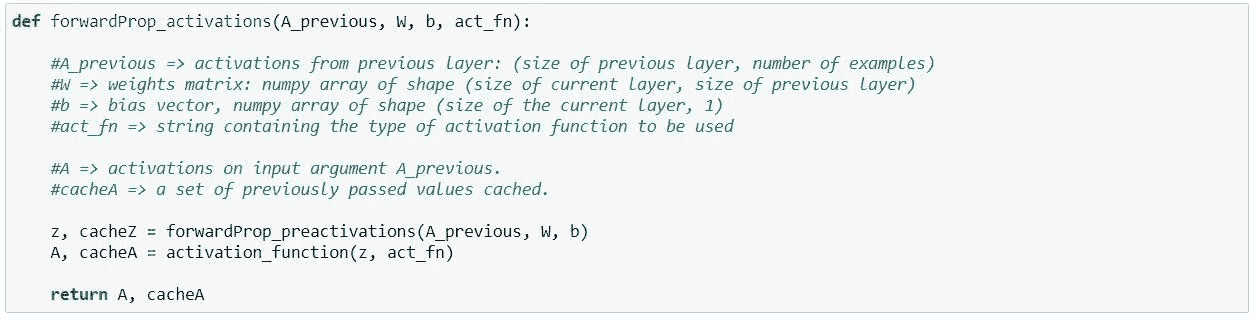 def forwardProp_activations(A_previous, W, b, act_fn):
#A_previous => activations from previous layer: (size of previous layer, number of examples)
#W => weights matrix: numpy array of shape (size of current layer, size of previous layer)
#b => bias vector, numpy array of shape (size of the current layer, 1)
#act_fn => string containing the type of activation function to be used
#A => activations on input argument A_previous.
#cacheA => a set of previously passed values cached.
z, cacheZ = forwardProp_preactivations(A_previous, W, b)
A, cacheA = activation_function(z, act_fn)
return A, cacheA